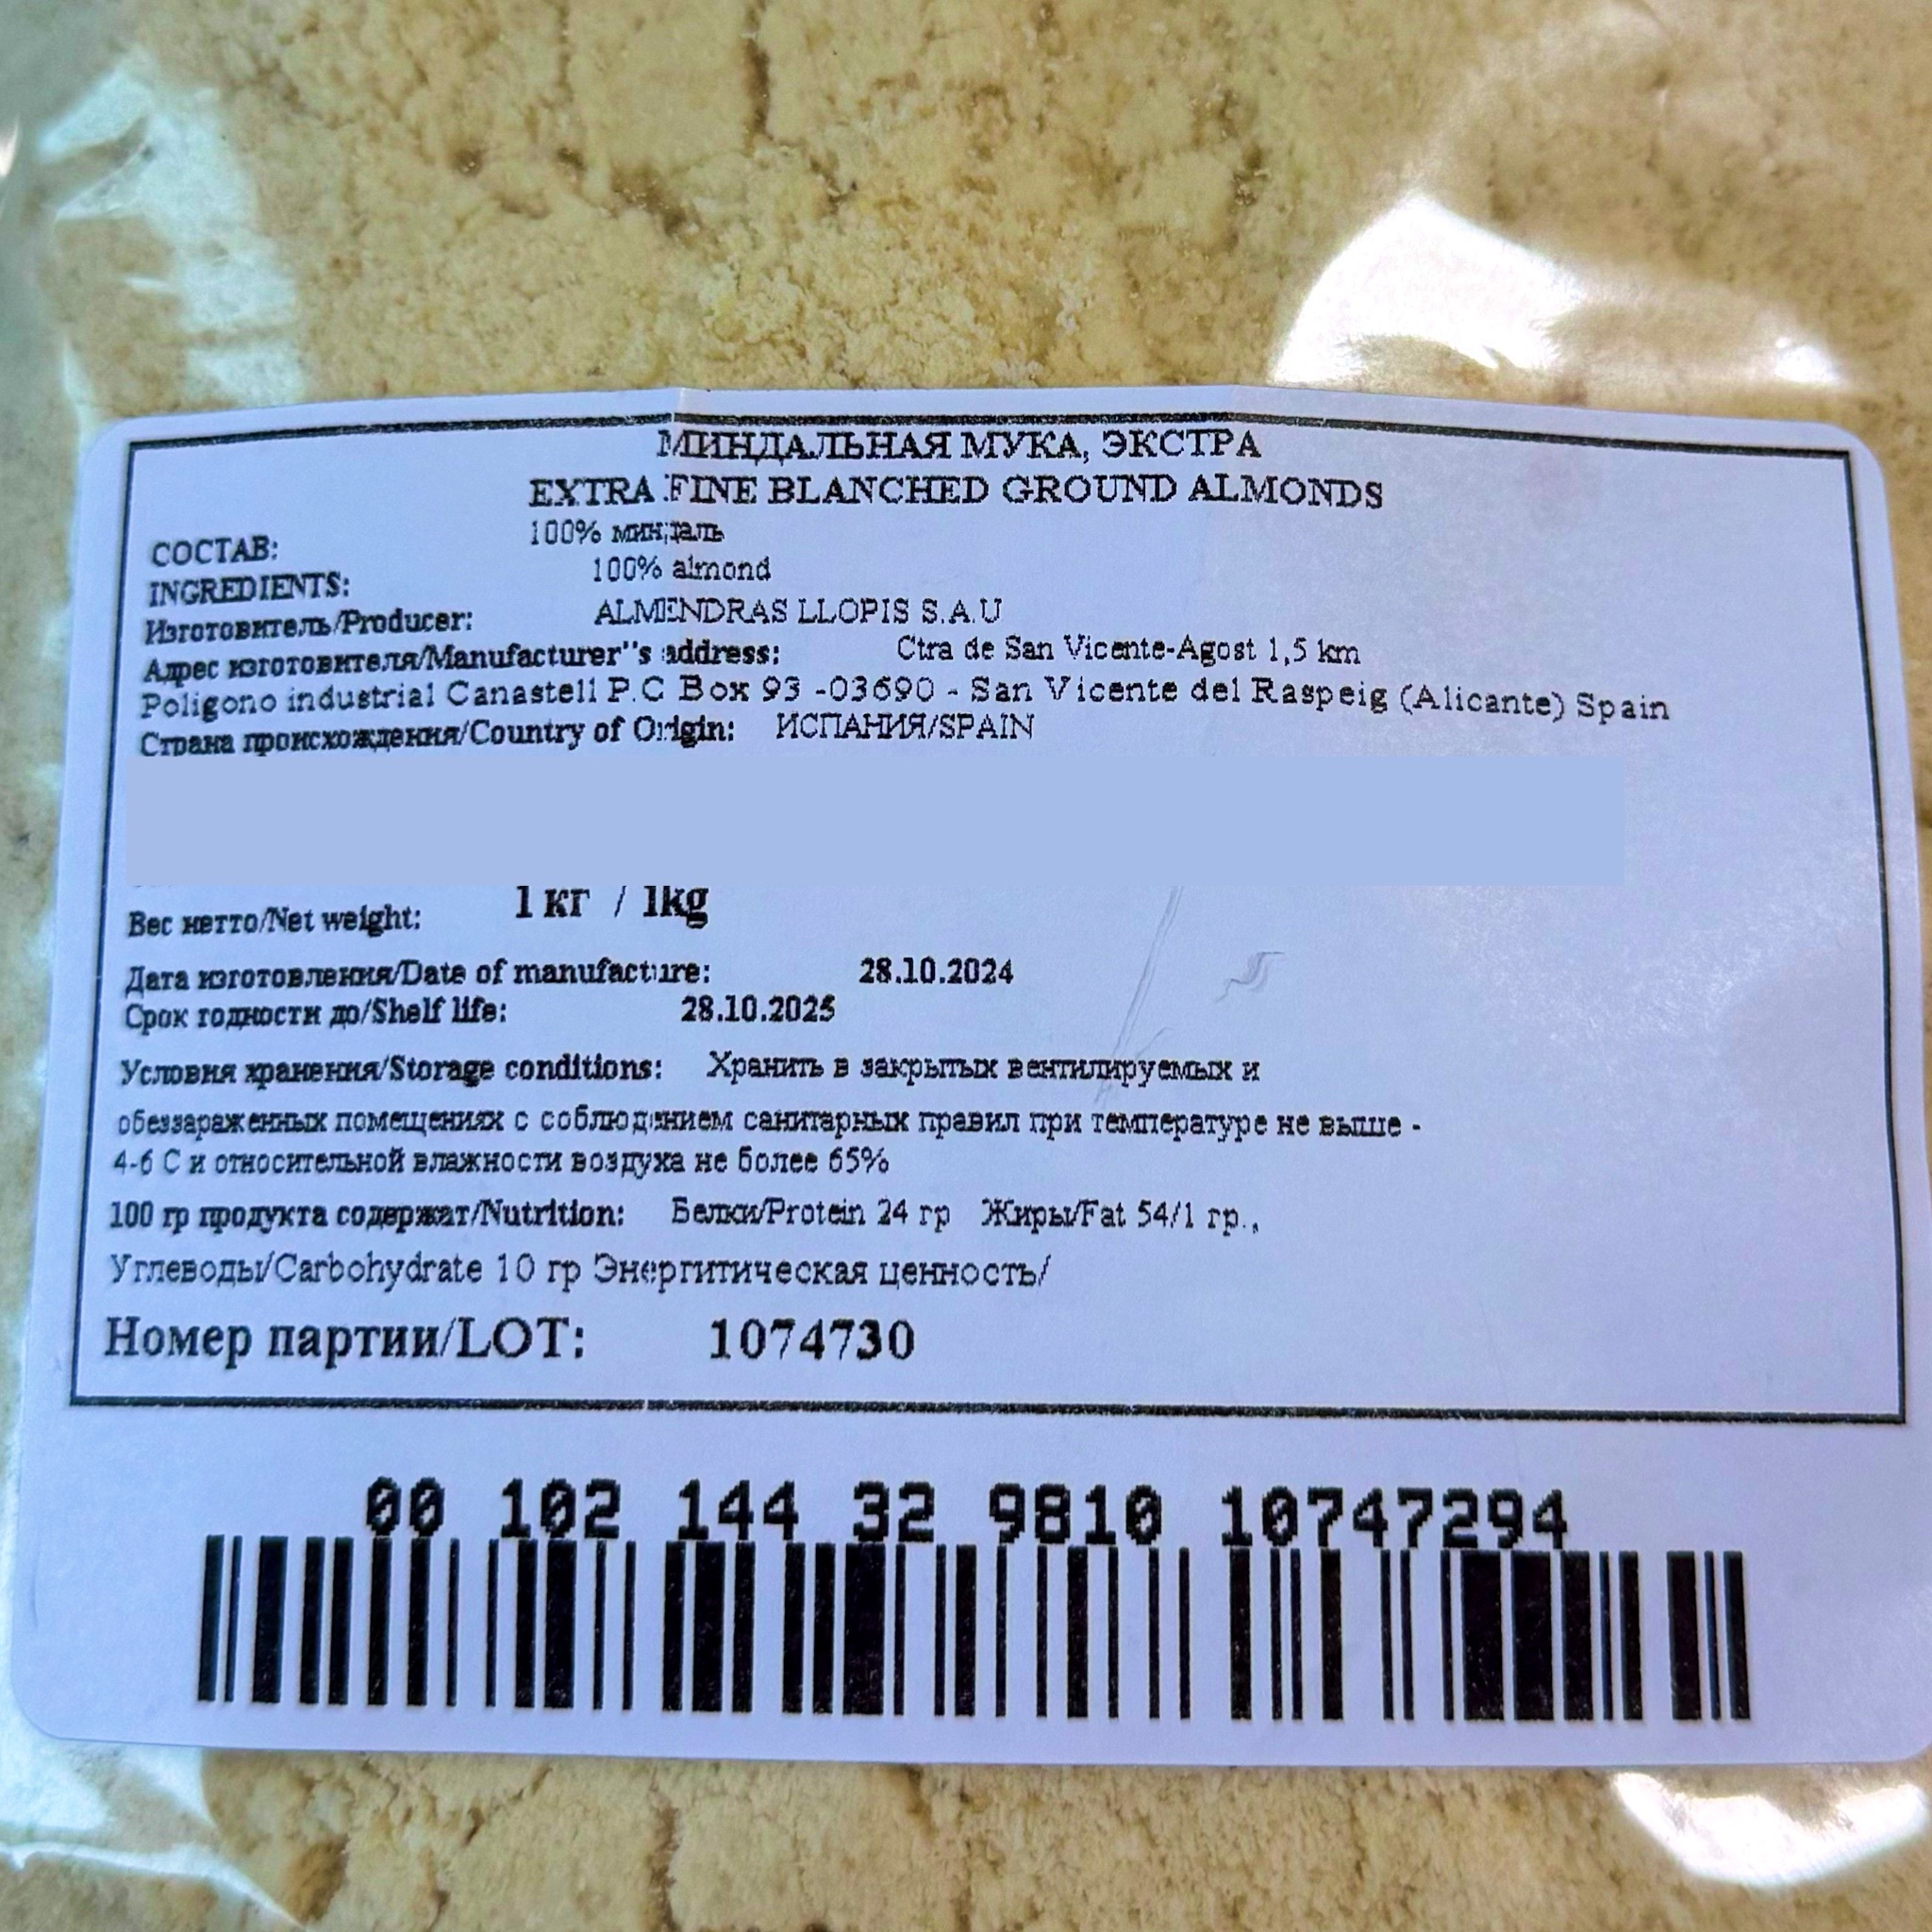 МИНДАЛЬНАЯ МУКА, ЭКСТРА
EXTRA FINE BLANCHED GROUND ALMONDS
СОСТАВ: 100% миндаль
INGREDIENTS: 100% almond
Изготовитель/Producer: ALMENDRAS LLOPIS S.A.U
Адрес изготовителя/Manufacturer''s address: Ctra de San Vicente-Agost 1,5 km
Poligono industrial Canastell P.C Box 93 -03690 - San Vicente del Raspeig (Alicante) Spain
Страна происхождения/Country of Origin: ИСПАНИЯ/SPAIN
Вес нетто/Net weight: 1 кг / 1kg
Дата изготовления/Date of manufacture: 28.10.2024
Срок годности до/Shelf life: 28.10.2025
Условия хранения/Storage conditions: Хранить в закрытых вентилируемых и
обеззараженных помещениях с соблюдением санитарных правил при температуре не выше -
4-6 С и относительной влажности воздуха не более 65%
100 гр продукта содержат/Nutrition: Белки/Protein 24 гр Жиры/Fat 54/1 гр.,
Углеводы/Carbohydrate 10 гр Энергитическая ценность/
Номер партии/LOT: 1074730
00 102 144 32 9810 10747294